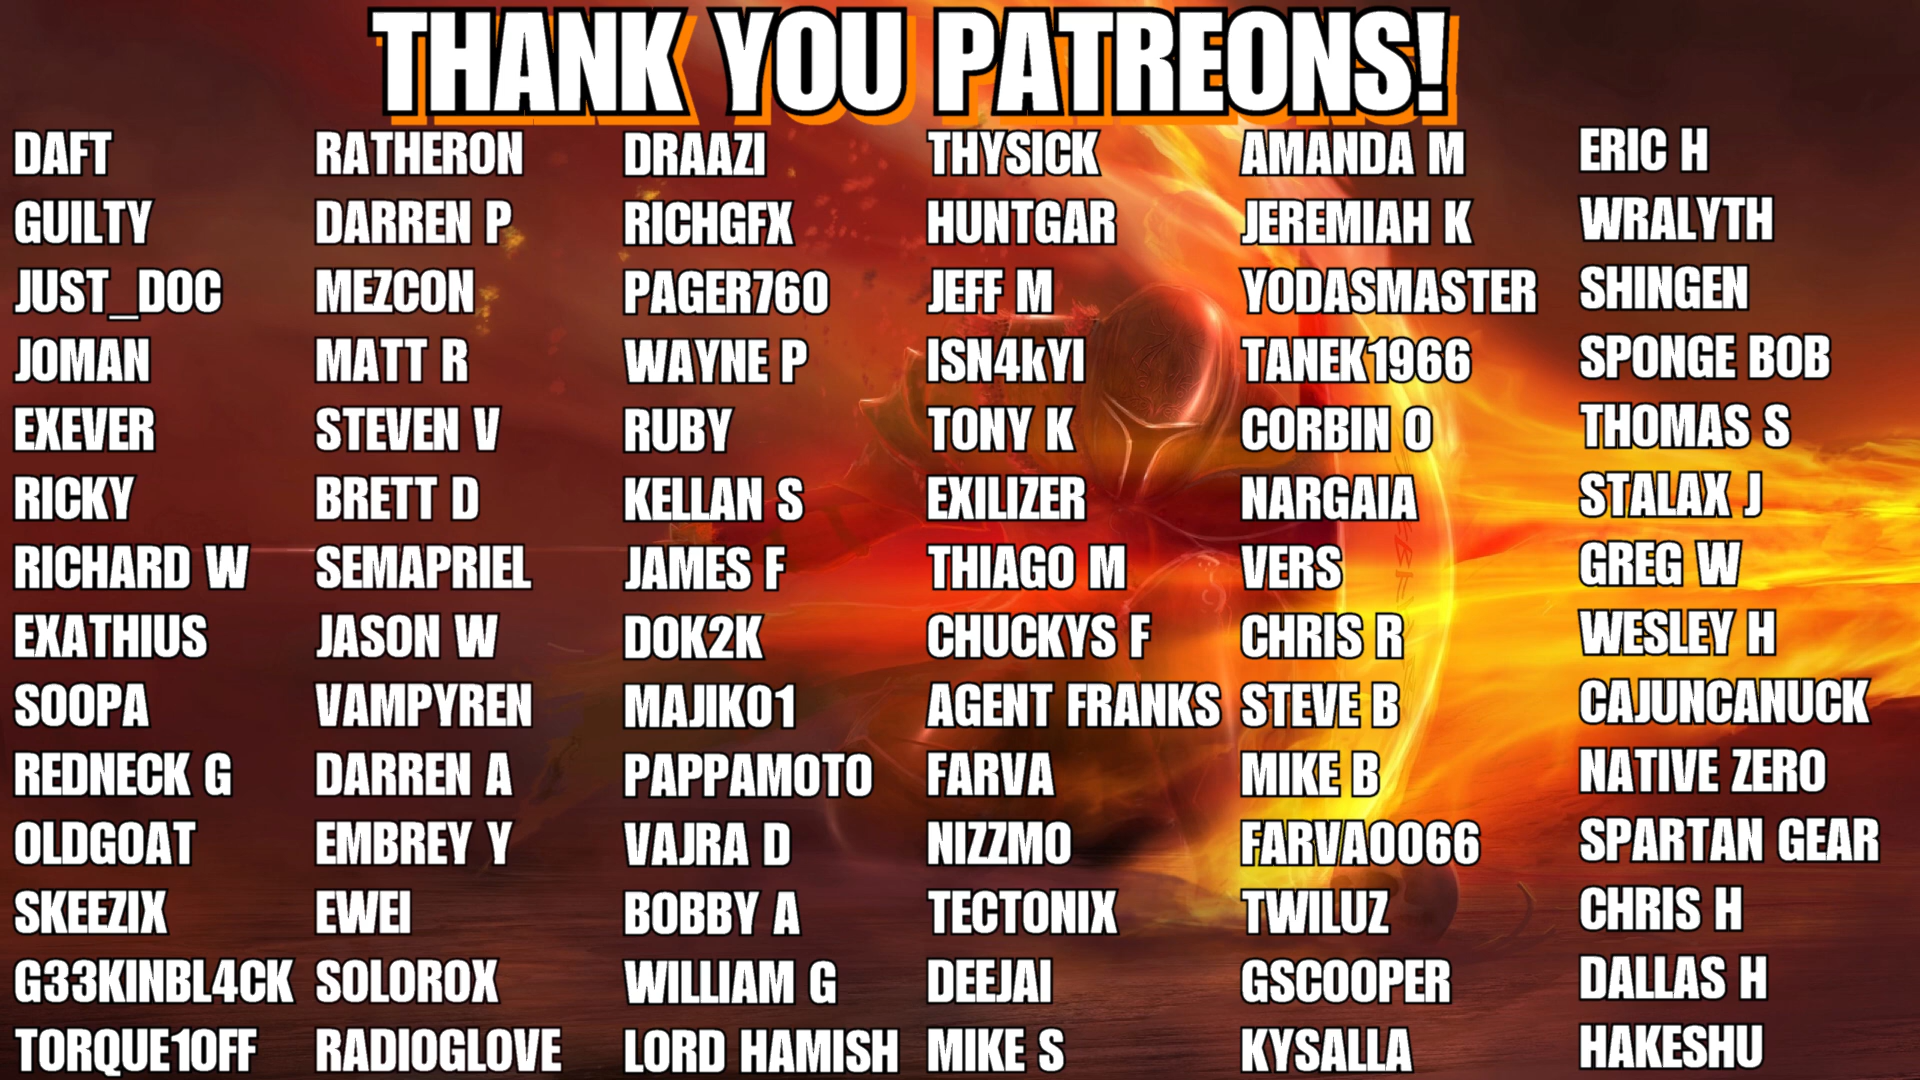 THANK YOU PATREONS!
DAFT
GUILTY
JUST_DOC
JOMAN
EXEVER
RICKY
RICHARD W
EXATHIUS
SOOPA
REDNECK G
OLDGOAT
SKEEZIX
G33KINBL4CK
TORQUE10FF
RATHERON
DARREN P
MEZCON
MATT R
STEVEN V
BRETT D
SEMAPRIEL
JASON W
VAMPYREN
DARREN A
EMBREY Y
EWEI
SOLOROX
RADIOGLOVE
DRAAZI
RICHGFX
PAGER760
WAYNE P
RUBY
KELLAN S
JAMES F
DOK2K
MAJIK01
PAPPAMOTO
VAJRA D
BOBBY A
WILLIAM G
LORD HAMISH
THYSICK
HUNTGAR
JEFF M
ISN4kYI
TONY K
EXILIZER
THIAGO M
CHUCKYS F
AGENT FRANKS
FARVA
NIZZMO
TECTONIX
DEEJAI
MIKE S
AMANDA M
JEREMIAH K
YODASMASTER
TANEK1966
CORBIN O
NARGAIA
VERS
CHRIS R
STEVE B
MIKE B
FARVA0066
TWILUZ
GSCOOPER
KYSALLA
ERIC H
WRALYTH
SHINGEN
SPONGE BOB
THOMAS S
STALAX J
GREG W
WESLEY H
CAJUNCANUCK
NATIVE ZERO
SPARTAN GEAR
CHRIS H
DALLAS H
HAKESHU